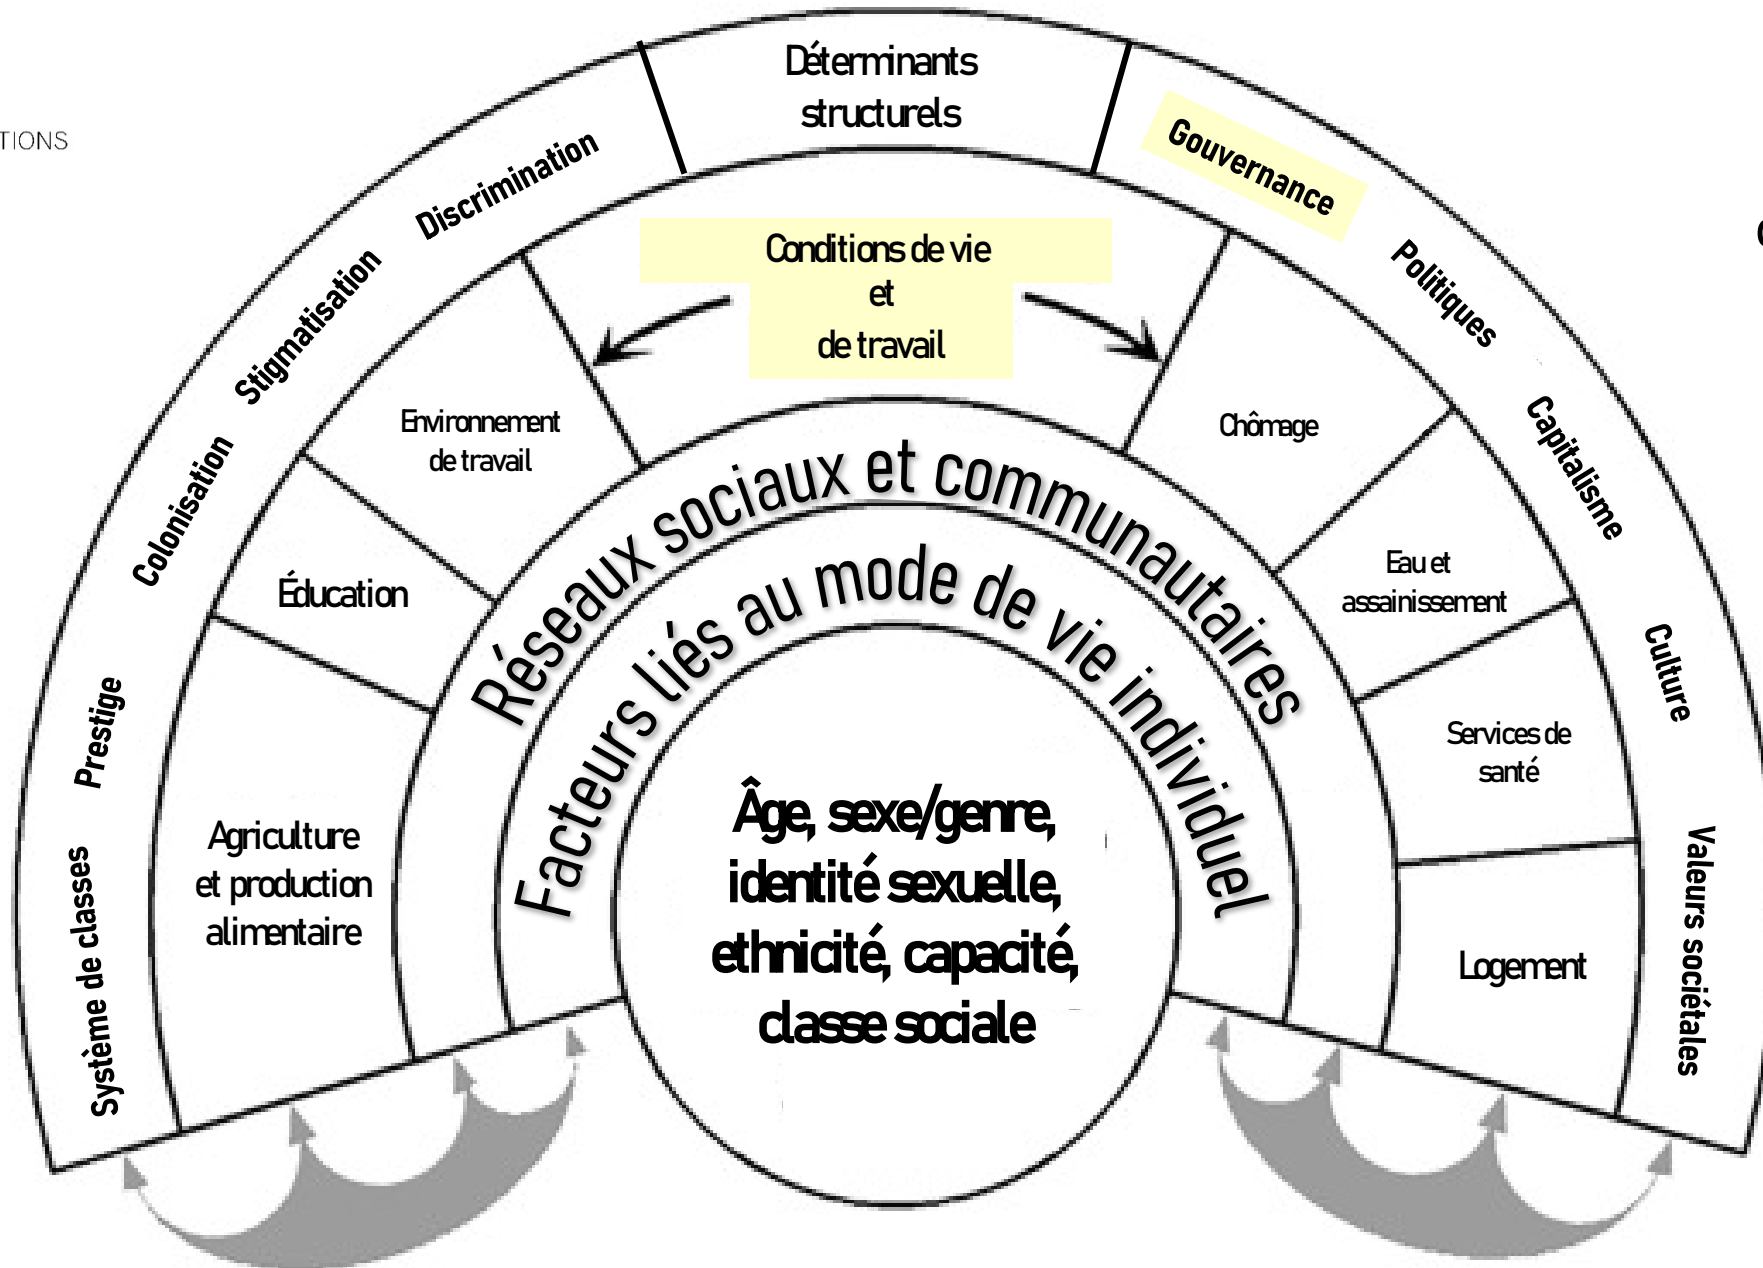 TIONS
Déterminants
structurels
Discrimination
Stigmatisation
Colonisation
Prestige
Système de classes
Gouvernance
Politiques
Capitalisme
Culture
Valeurs sociétales
Conditions de vie
et
de travail
Environnement
de travail
Éducation
Agriculture
et production
alimentaire
Chômage
Eau et
assainissement
Services de
santé
Logement
Réseaux sociaux et communautaires
Facteurs liés au mode de vie individuel
Âge, sexe/genre,
identité sexuelle,
ethnicité, capacité,
classe sociale